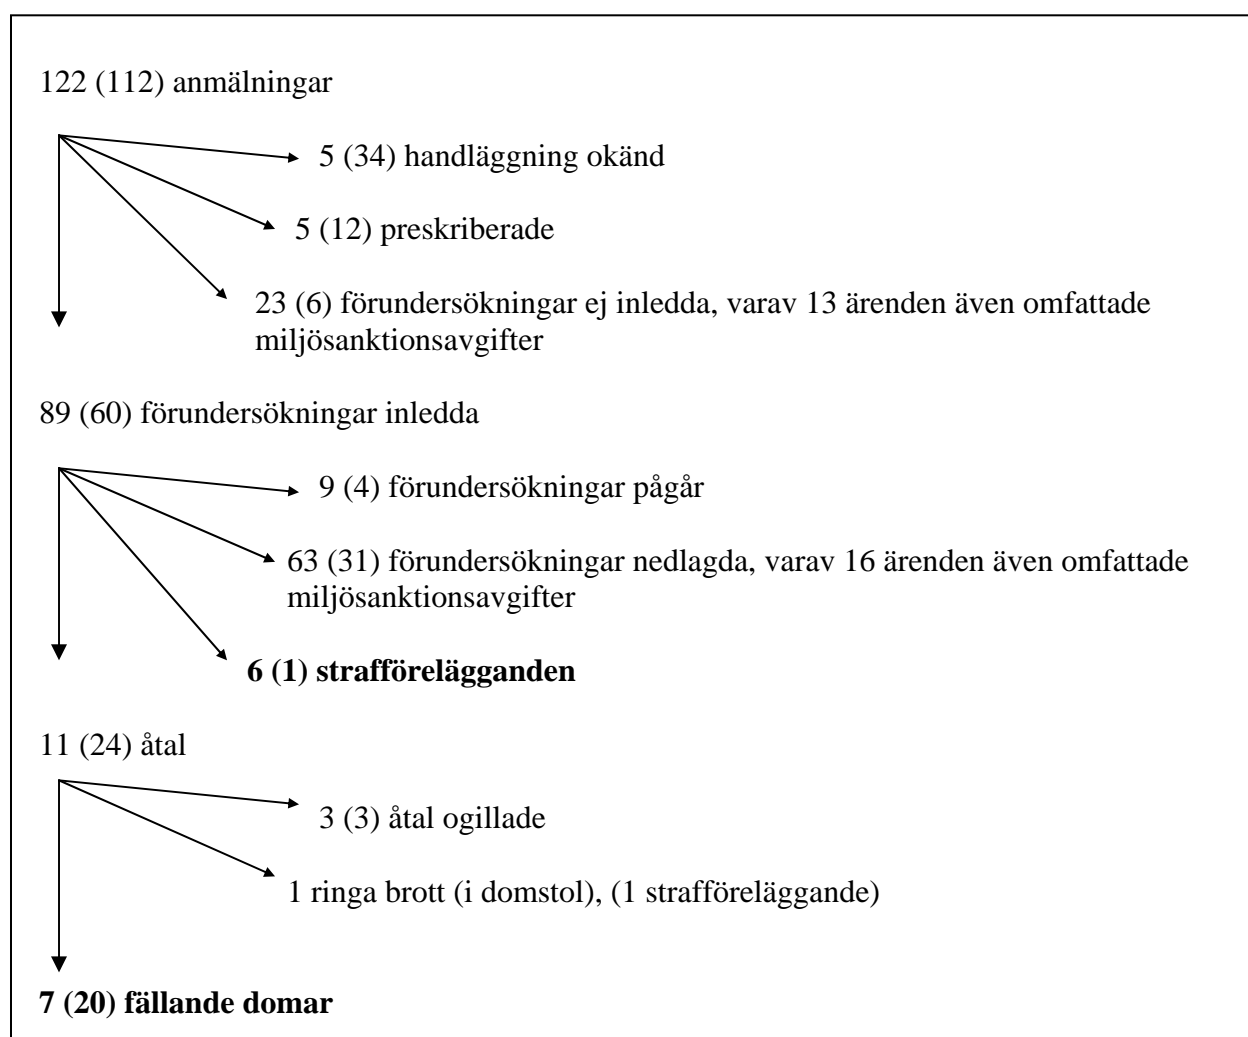 122 (112) anmälningar
5 (34) handläggning okänd
5 (12) preskriberade
23 (6) förundersökningar ej inledda, varav 13 ärenden även omfattade
miljösanktionsavgifter
89 (60) förundersökningar inledda
9 (4) förundersökningar pågår
63 (31) förundersökningar nedlagda, varav 16 ärenden även omfattade
miljösanktionsavgifter
6 (1) strafförelägganden
11 (24) åtal
3 (3) åtal ogillade
1 ringa brott (i domstol), (1 strafföreläggande)
7 (20) fällande domar